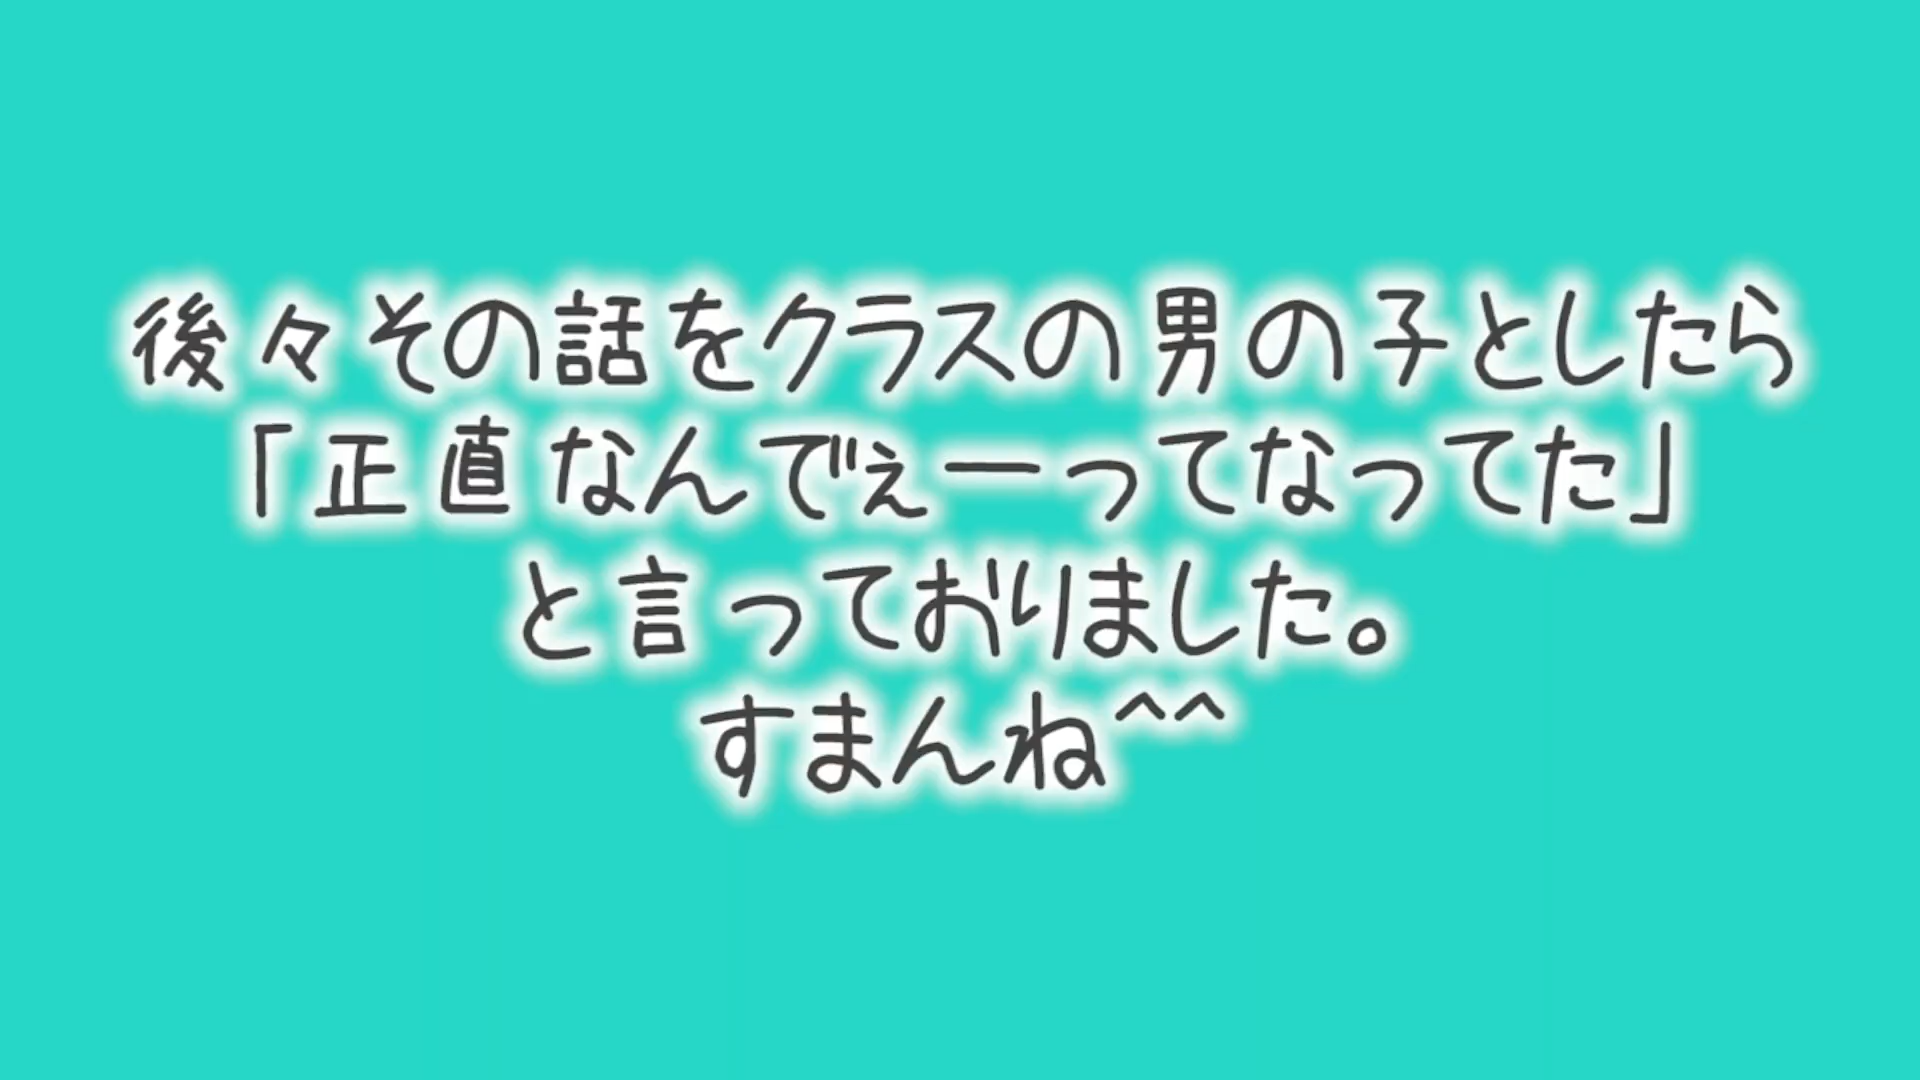 後々その話をクラスの男の子としたら
「正直なんでぇーってなってた」
と言っておりました。
すまんね^^